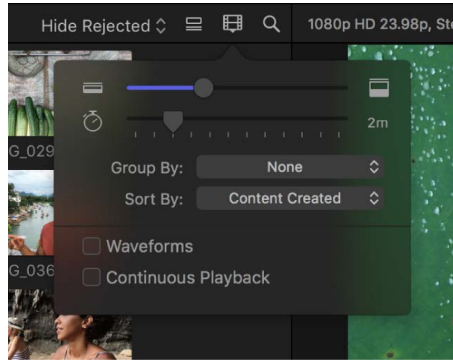 Hide Rejected
1080p HD 23.98p, Ste
2m
G_029
Group By: None
Sort By: Content Created
Waveforms
G_036
Continuous Playback